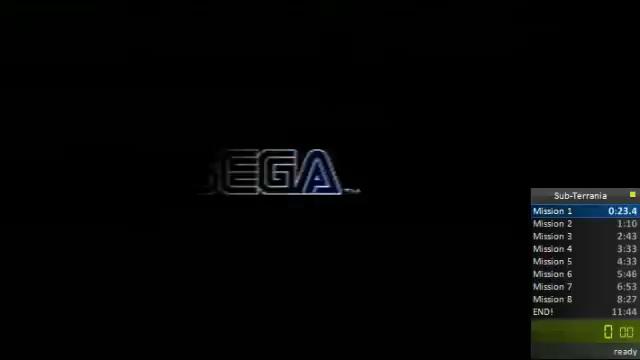 SEGA™
Sub-Terrania
Mission 1 0:23.4
Mission 2 1:10
Mission 3 2:43
Mission 4 3:33
Mission 5 4:33
Mission 6 5:46
Mission 7 6:53
Mission 8 8:27
END! 11:44
0 00
ready